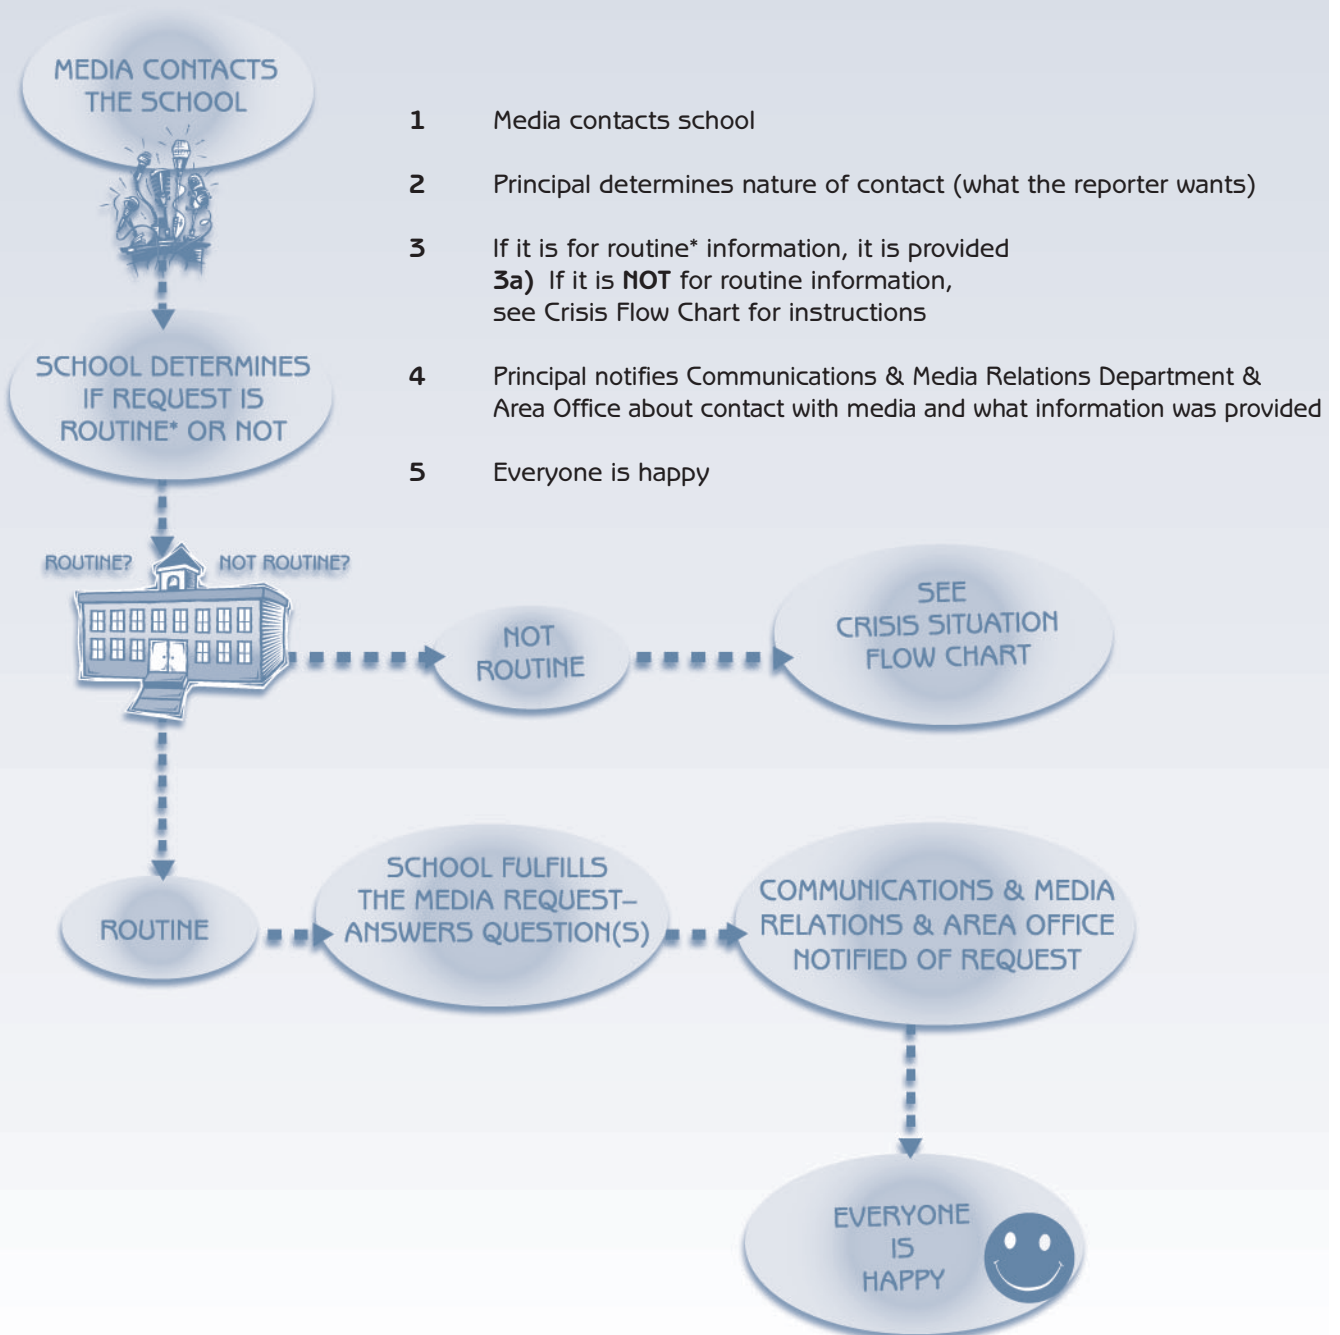 MEDIA CONTACTS
THE SCHOOL
1 Media contacts school
2 Principal determines nature of contact (what the reporter wants)
3 If it is for routine* information, it is provided
3a) If it is NOT for routine information,
see Crisis Flow Chart for instructions
4 Principal notifies Communications & Media Relations Department &
Area Office about contact with media and what information was provided
5 Everyone is happy
SCHOOL DETERMINES
IF REQUEST IS
ROUTINE* OR NOT
ROUTINE? NOT ROUTINE?
NOT
ROUTINE
SEE
CRISIS SITUATION
FLOW CHART
ROUTINE
SCHOOL FULFILLS
THE MEDIA REQUEST–
ANSWERS QUESTION(S)
COMMUNICATIONS & MEDIA
RELATIONS & AREA OFFICE
NOTIFIED OF REQUEST
EVERYONE
IS
HAPPY